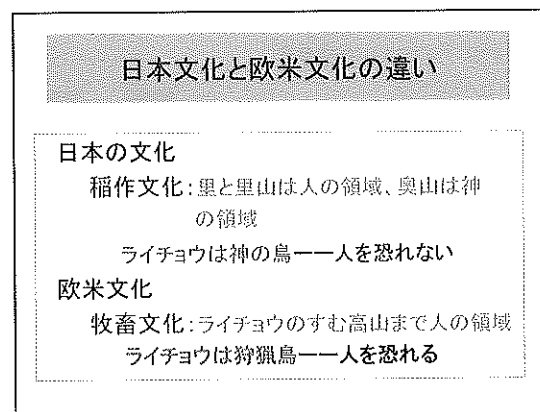 日本文化と欧米文化の違い
日本の文化
稲作文化:里と里山は人の領域、奥山は神
の領域
ライチョウは神の鳥ーー人を恐れない
欧米文化
牧畜文化:ライチョウのすむ高山まで人の領域
ライチョウは狩猟鳥ーー人を恐れる